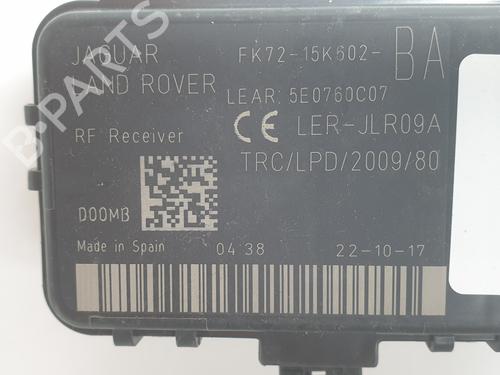 JAGUAR
LAND ROVER
FK72-15K602-BA
LEAR: 5E0760C07
CE LER-JLR09A
RF Receiver
TRC/LPD/2009/80
D00MB
Made in Spain 04:38 22-10-17
B-PARTS